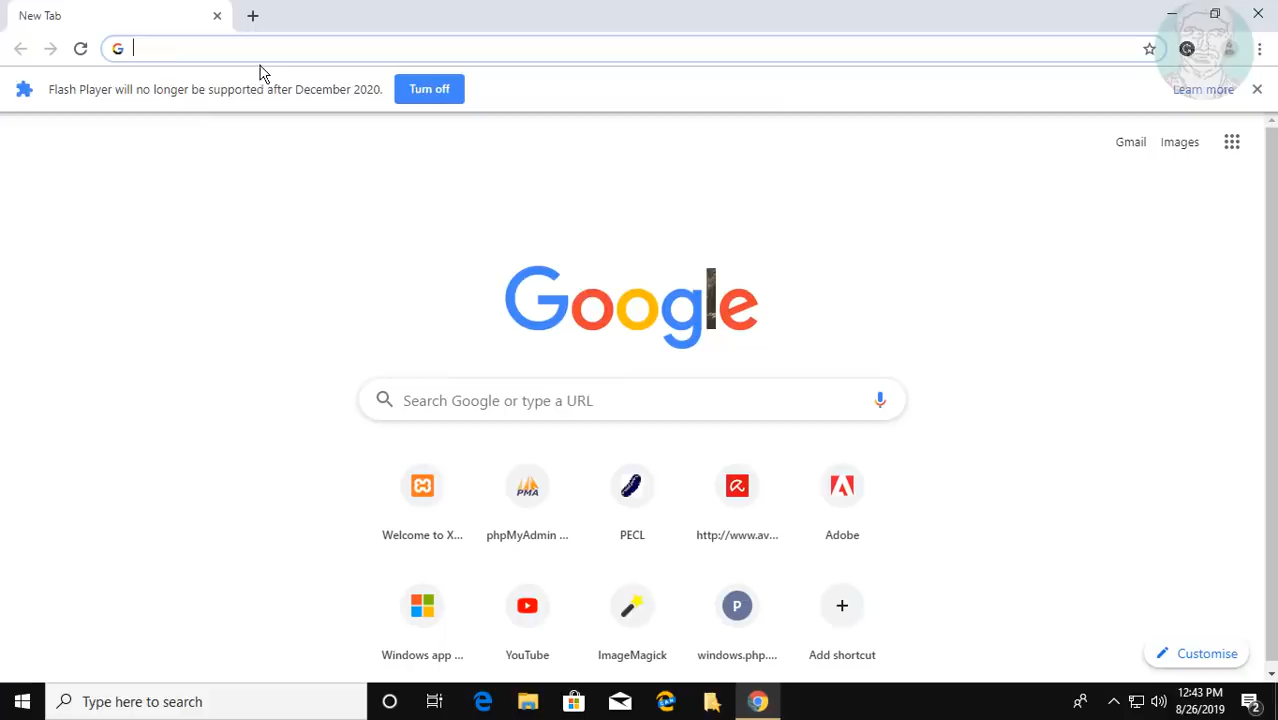 New Tab
Flash Player will no longer be supported after December 2020.
Turn off
Learn more
Gmail
Images
Google
Search Google or type a URL
Welcome to X...
phpMyAdmin ...
PECL
http://www.av...
Adobe
Windows app ...
YouTube
ImageMagick
windows.php....
Add shortcut
Customise
Type here to search
12:43 PM
8/26/2019
PMA
P
2